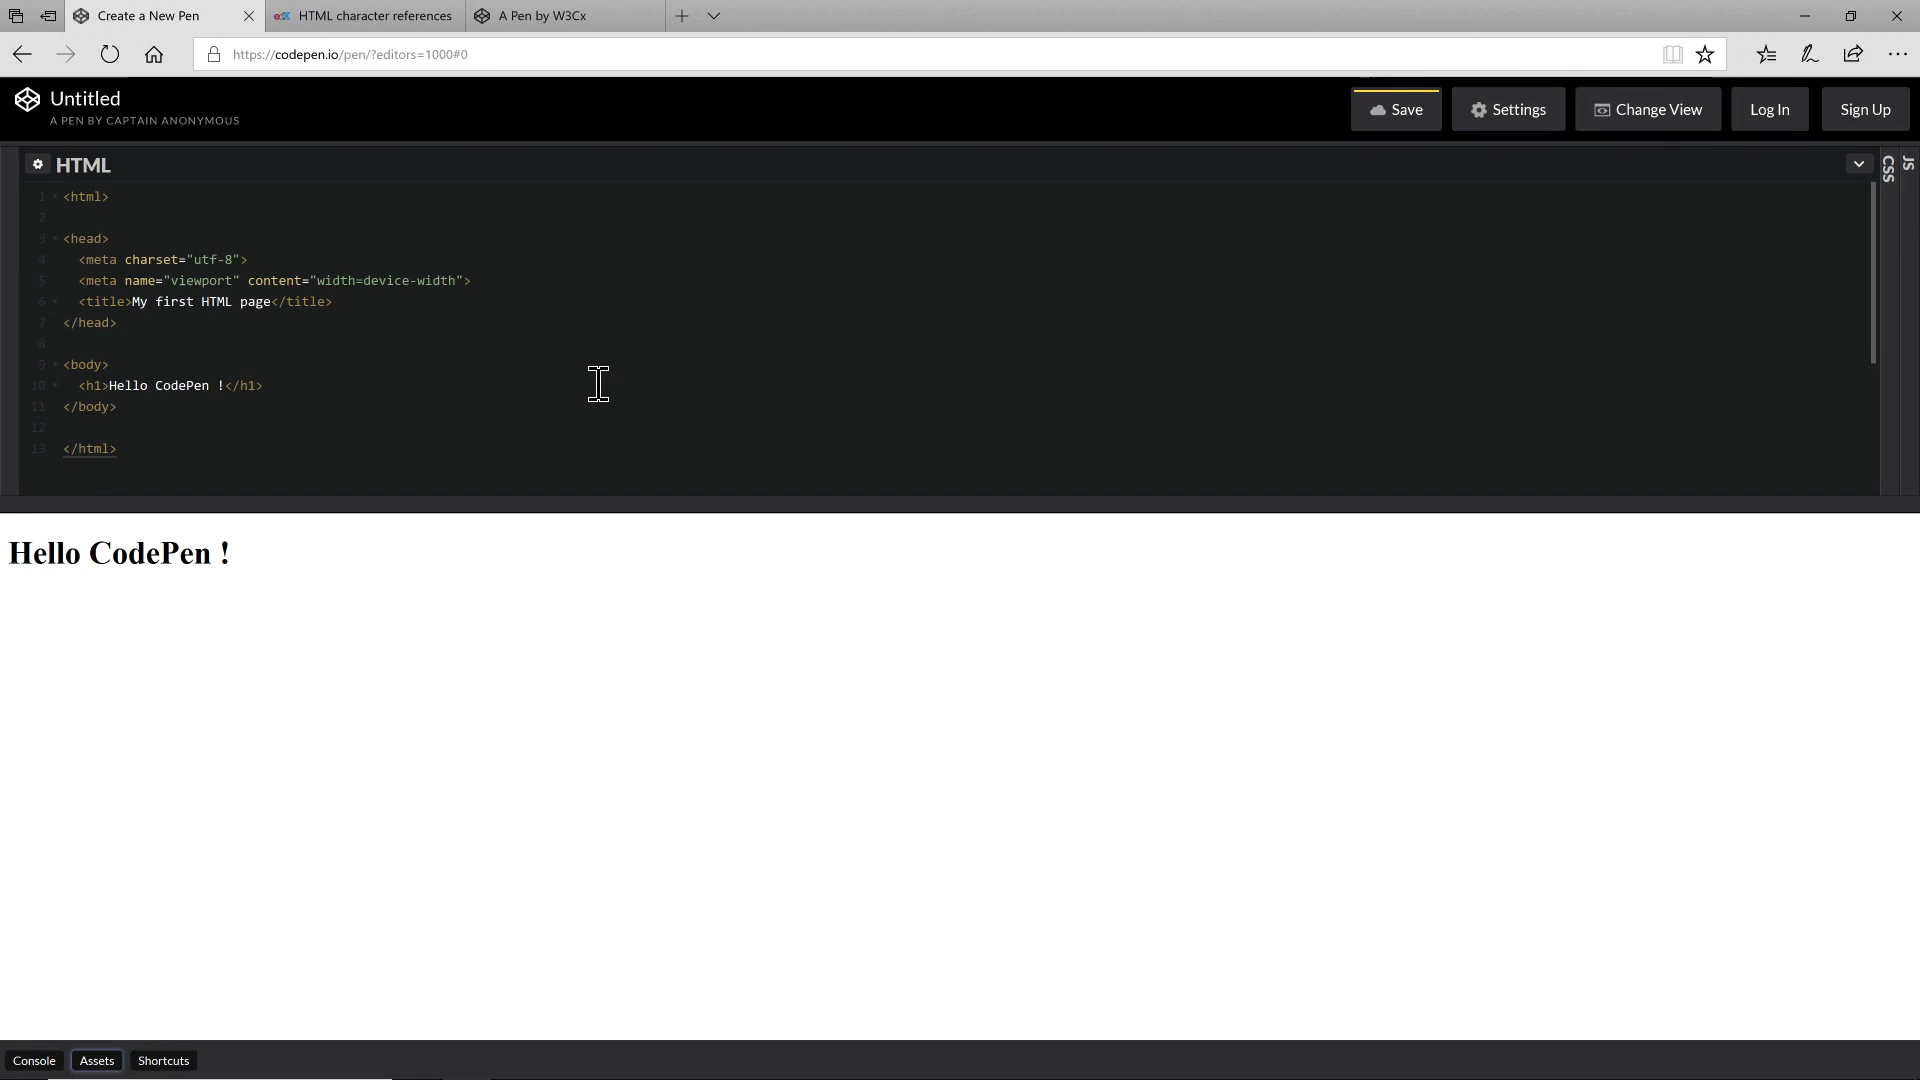 Create a New Pen
HTML character references
A Pen by W3Cx
https://codepen.io/pen/?editors=1000#0
Untitled
A PEN BY CAPTAIN ANONYMOUS
Save
Settings
Change View
Log In
Sign Up
HTML
CSS
JS
1 <html>
2
3 <head>
4 <meta charset="utf-8">
5 <meta name="viewport" content="width=device-width">
6 <title>My first HTML page</title>
7 </head>
8
9 <body>
10 <h1>Hello CodePen !</h1>
11 </body>
12
13 </html>
Hello CodePen !
Console
Assets
Shortcuts